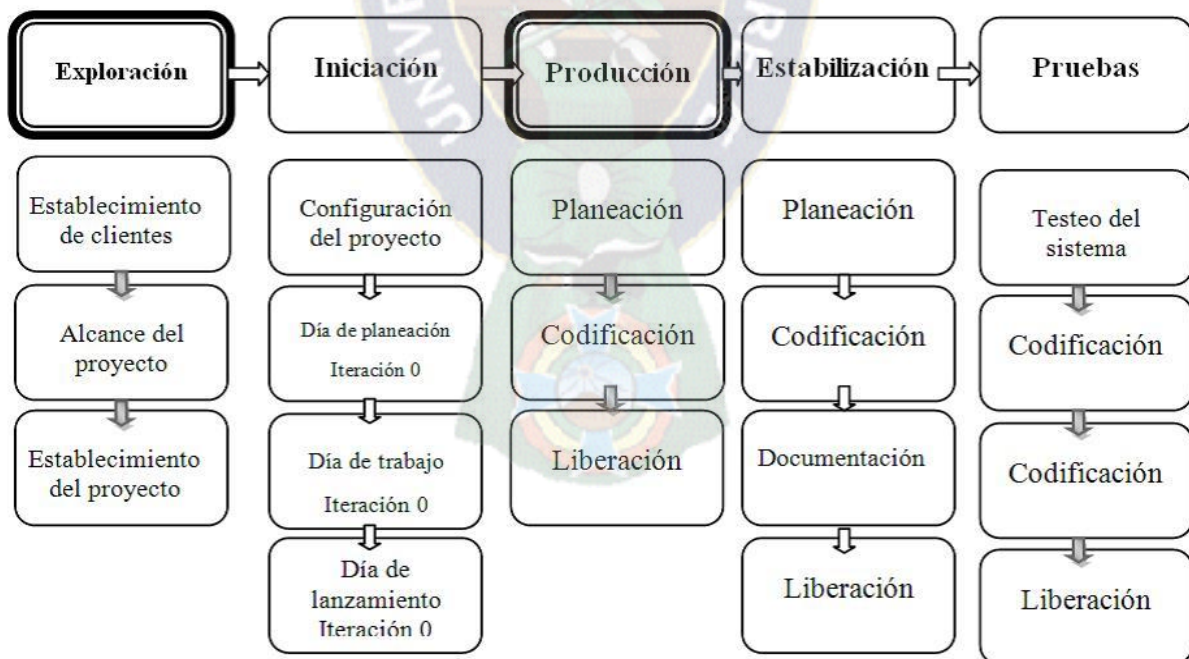 Exploración
Iniciación
Producción
Estabilización
Pruebas
Establecimiento
de clientes
Alcance del
proyecto
Establecimiento
del proyecto
Configuración
del proyecto
Día de planeación
Iteración 0
Día de trabajo
Iteración 0
Día de
lanzamiento
Iteración 0
Planeación
Codificación
Liberación
Planeación
Codificación
Documentación
Liberación
Testeo del
sistema
Codificación
Codificación
Liberación